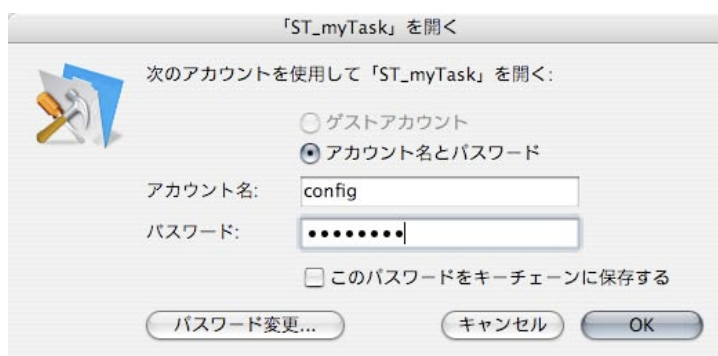 「ST_myTask」を開く
次のアカウントを使用して「ST_myTask」を開く:
ゲストアカウント
アカウント名とパスワード
アカウント名: config
パスワード: ••••••••
このパスワードをキーチェーンに保存する
パスワード変更... キャンセル OK